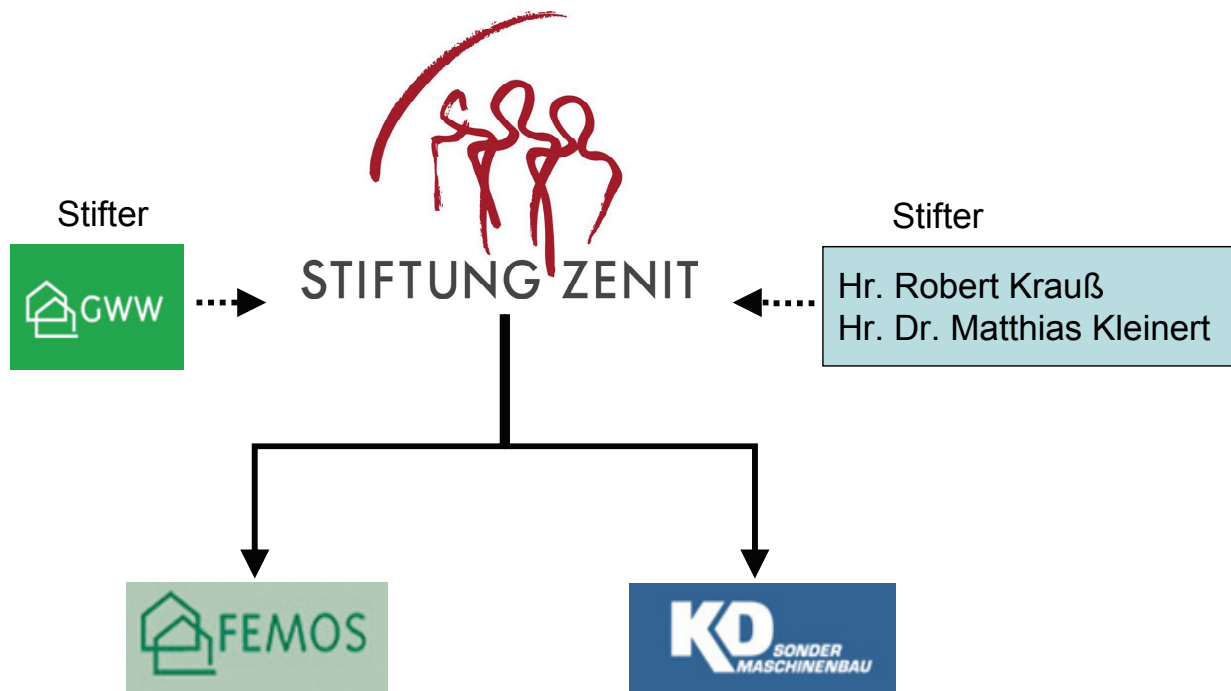 Stifter
GWW
STIFTUNG ZENIT
Stifter
Hr. Robert Krauß
Hr. Dr. Matthias Kleinert
FEMOS
KD SONDER
MASCHINENBAU